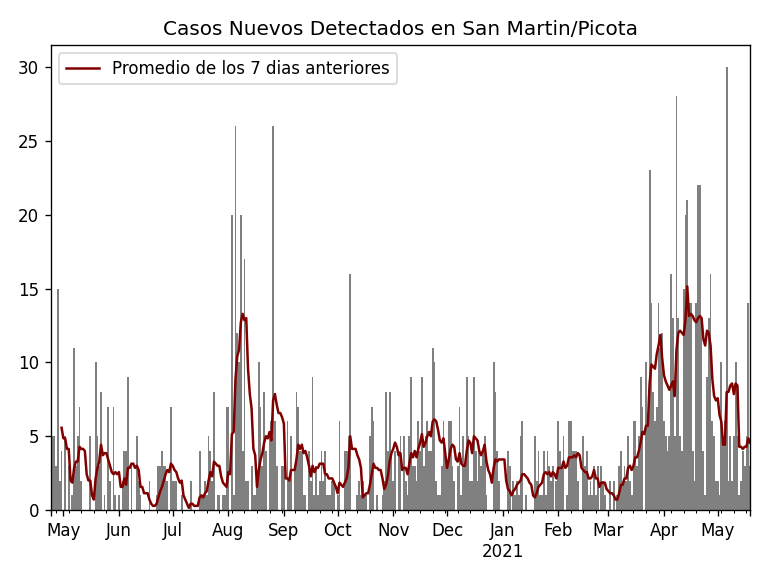 Casos Nuevos Detectados en San Martin/Picota
Promedio de los 7 dias anteriores
30
25
20
15
10
5
0
May Jun Jul Aug Sep Oct Nov Dec Jan Feb Mar Apr May
2021